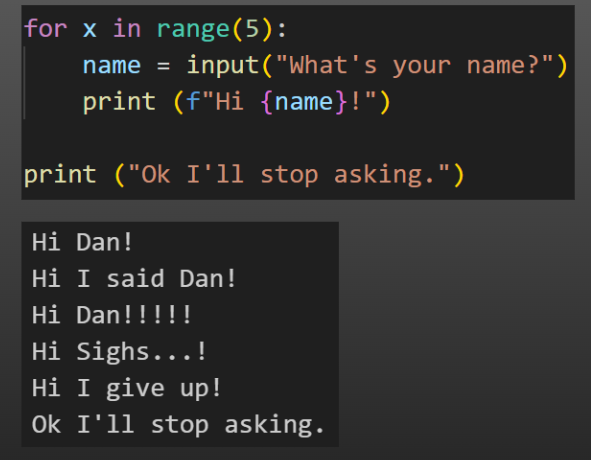 for x in range(5):
    name = input("What's your name?")
    print (f"Hi {name}!")
print ("Ok I'll stop asking.")
Hi Dan!
Hi I said Dan!
Hi Dan!!!!!
Hi Sighs...!
Hi I give up!
Ok I'll stop asking.